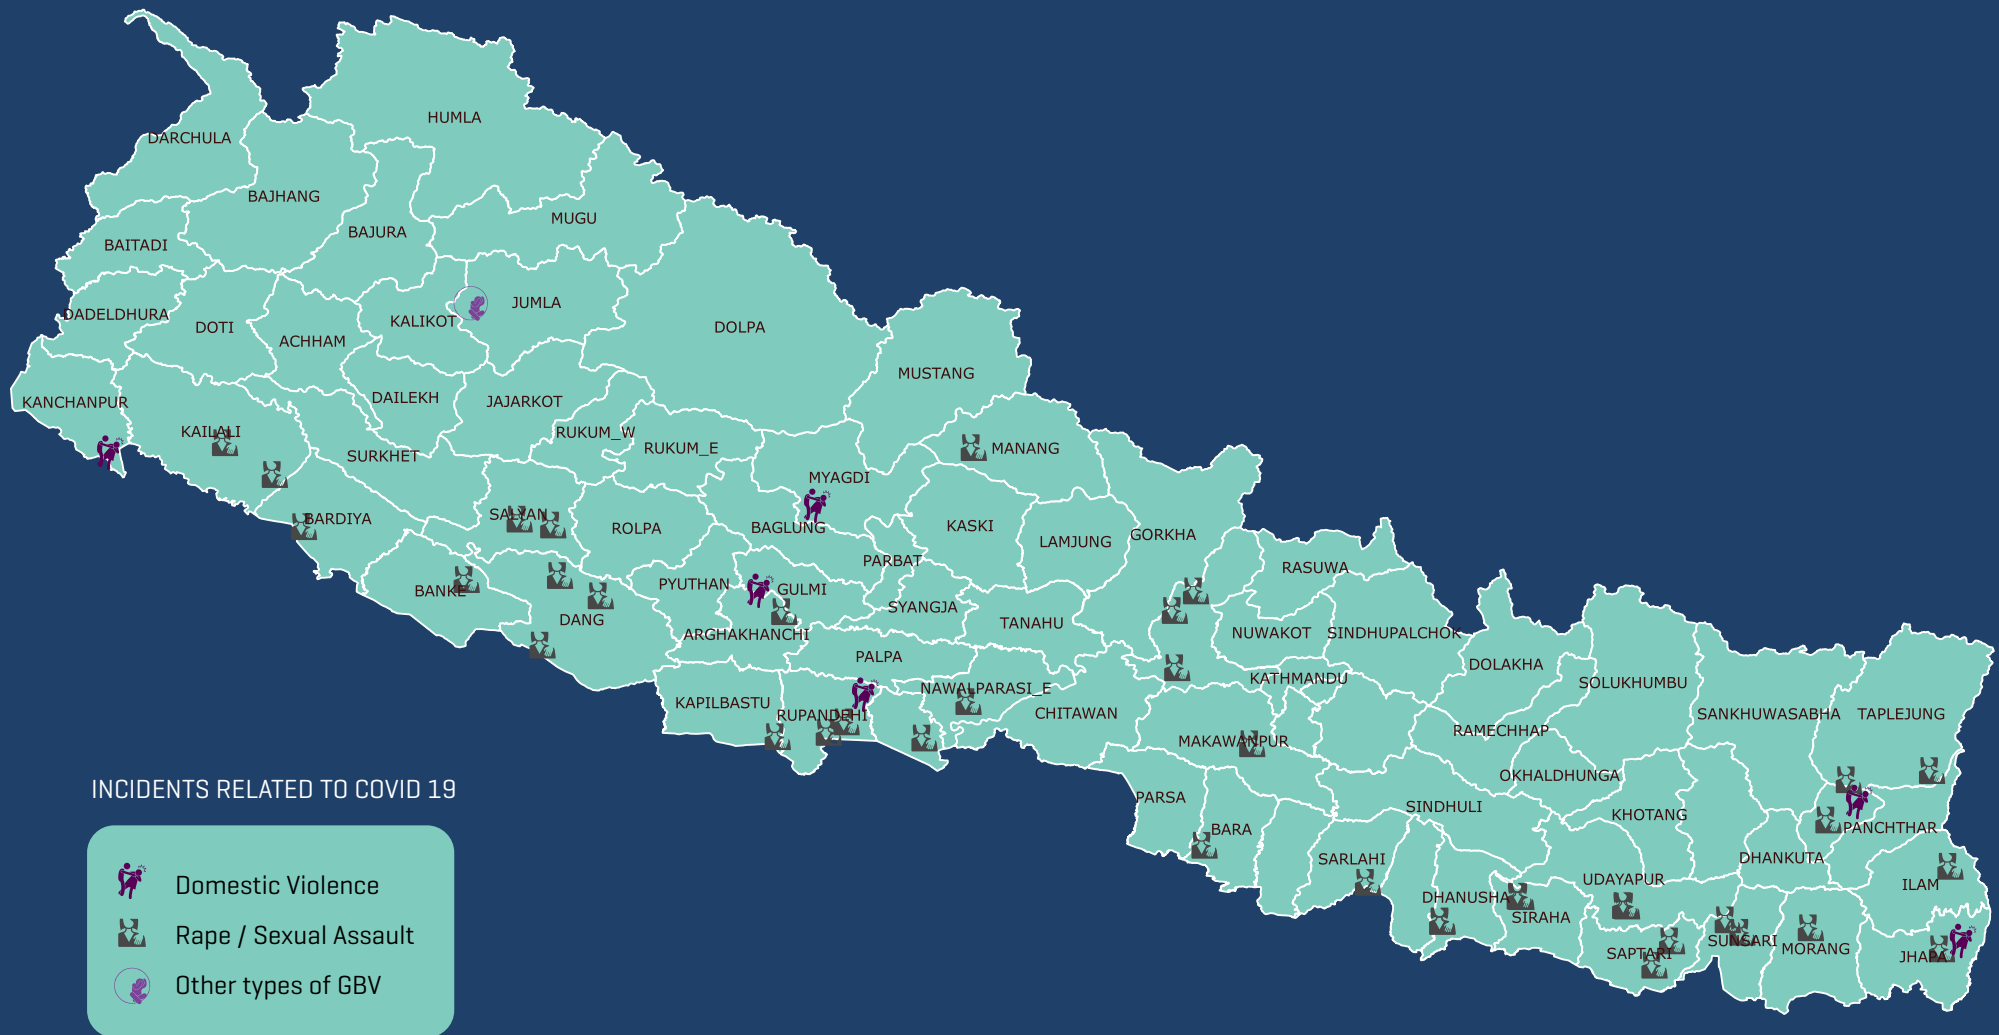 HUMLA
DARCHULA
BAJHANG
MUGU
BAJURA
BAITADI
JUMLA
DADELDHURA
KALIKOT
DOTI
DOLPA
ACHHAM
MUSTANG
DAILEKH
JAJARKOT
KANCHANPUR
KAILALI
RUKUM_W
RUKUM_E
MANANG
SURKHET
MYAGDI
SALYAN
BARDIYA
ROLPA
BAGLUNG
KASKI
GORKHA
LAMJUNG
PARBAT
RASUWA
PYUTHAN
GULMI
BANKE
SYANGJA
DANG
TANAHU
ARGHAKHANCHI
NUWAKOT
SINDHUPALCHOK
PALPA
DOLAKHA
KATHMANDU
SOLUKHUMBU
NAWALPARASI_E
KAPILBASTU
RUPANDEHI
CHITAWAN
SANKHUWASABHA
TAPLEJUNG
RAMECHHAP
MAKAWANPUR
OKHALDHUNGA
PARSA
SINDHULI
KHOTANG
BARA
PANCHTHAR
SARLAHI
DHANKUTA
UDAYAPUR
ILAM
DHANUSHA
SIRAHA
SUNSARI
MORANG
SAPTARI
JHAPA
INCIDENTS RELATED TO COVID 19
Domestic Violence
Rape / Sexual Assault
Other types of GBV